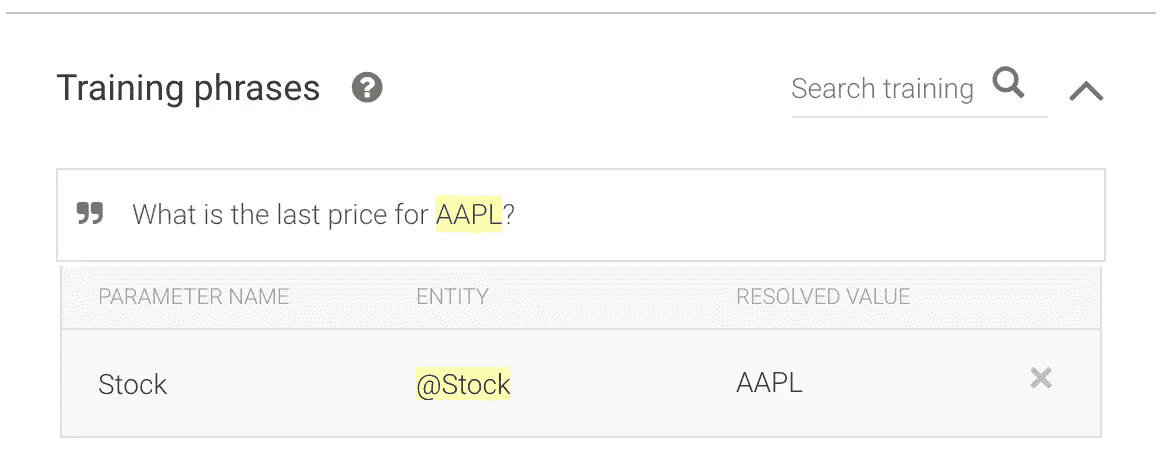 Training phrases ? Search training
What is the last price for AAPL?
PARAMETER NAME ENTITY RESOLVED VALUE
Stock @Stock AAPL